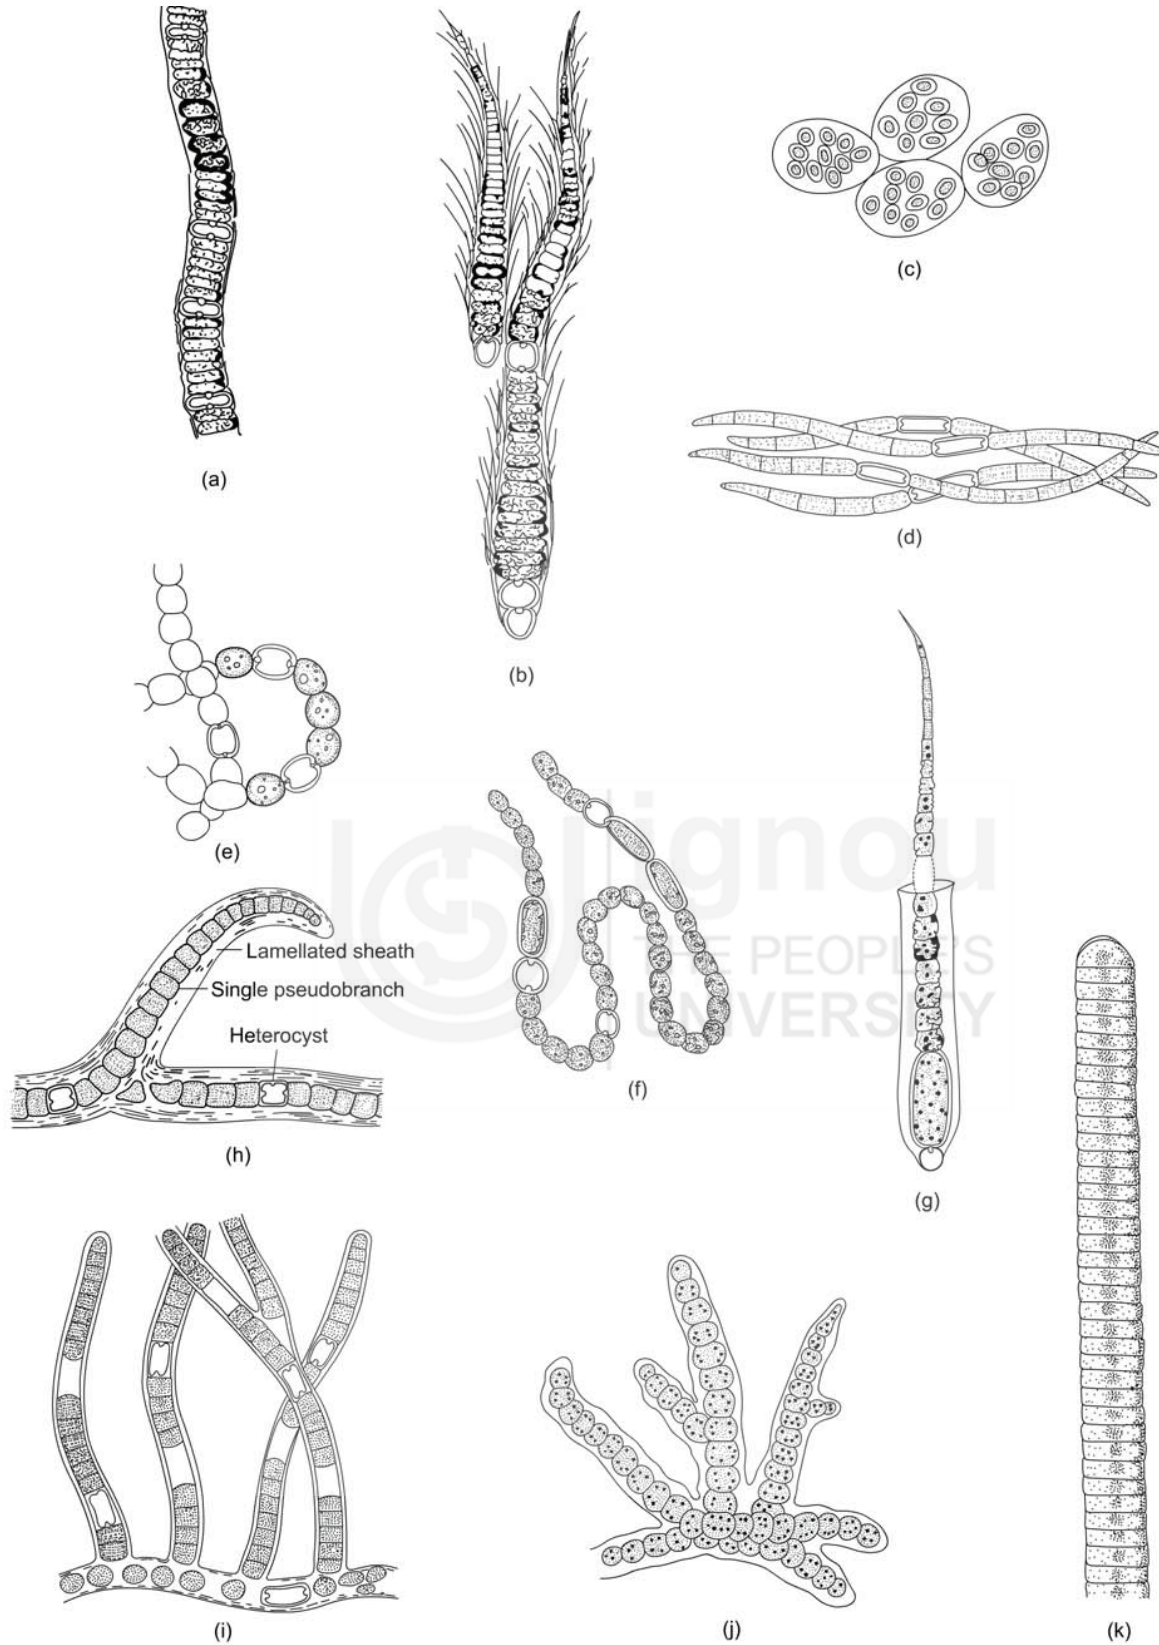 (a)
(b)
(c)
(d)
(e)
(f)
(g)
Lamellated sheath
Single pseudobranch
Heterocyst
(h)
(i)
(j)
(k)
ignou
THE PEOPLE'S
UNIVERSITY